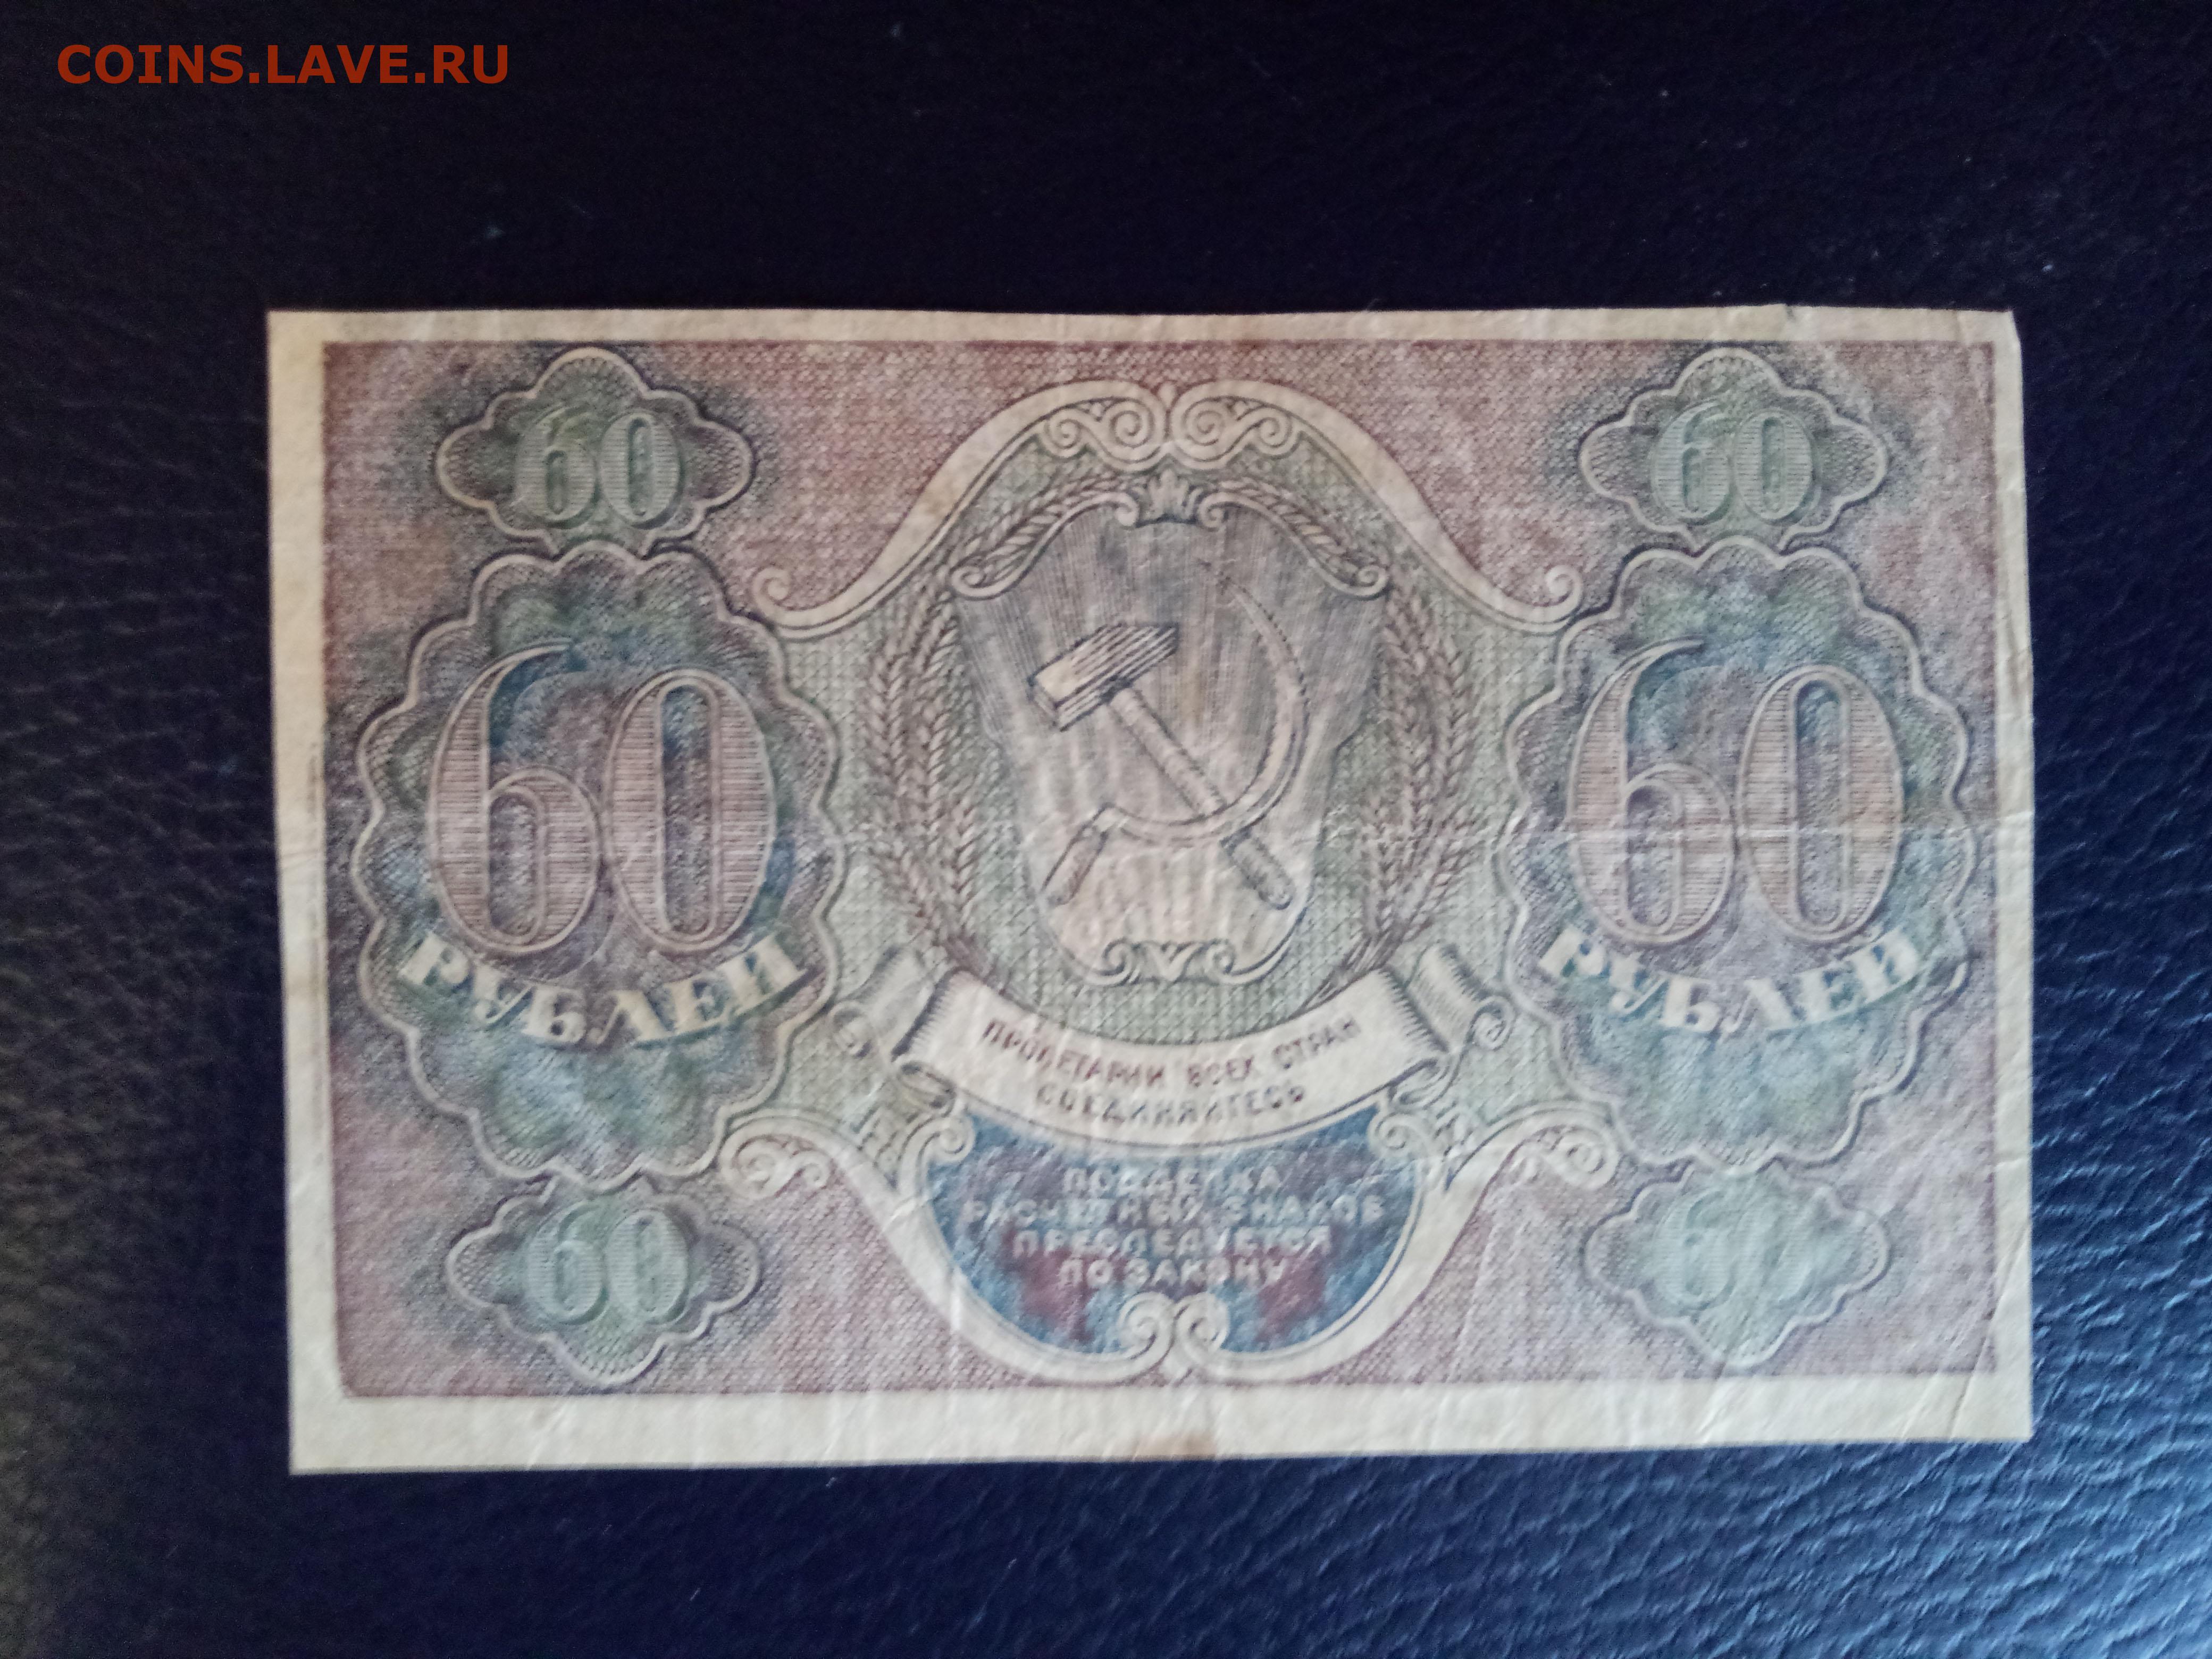 COINS.LAVE.RU
60 60
60 60
РУБЛЕЙ РУБЛЕЙ
ПРОЛЕТАРИИ ВСЕХ СТРАН
СОЕДИНЯЙТЕСЬ
ПОДДЕЛКА
РАСЧЕТНЫХ ЗНАКОВ
ПРЕСЛЕДУЕТСЯ
ПО ЗАКОНУ
60 60